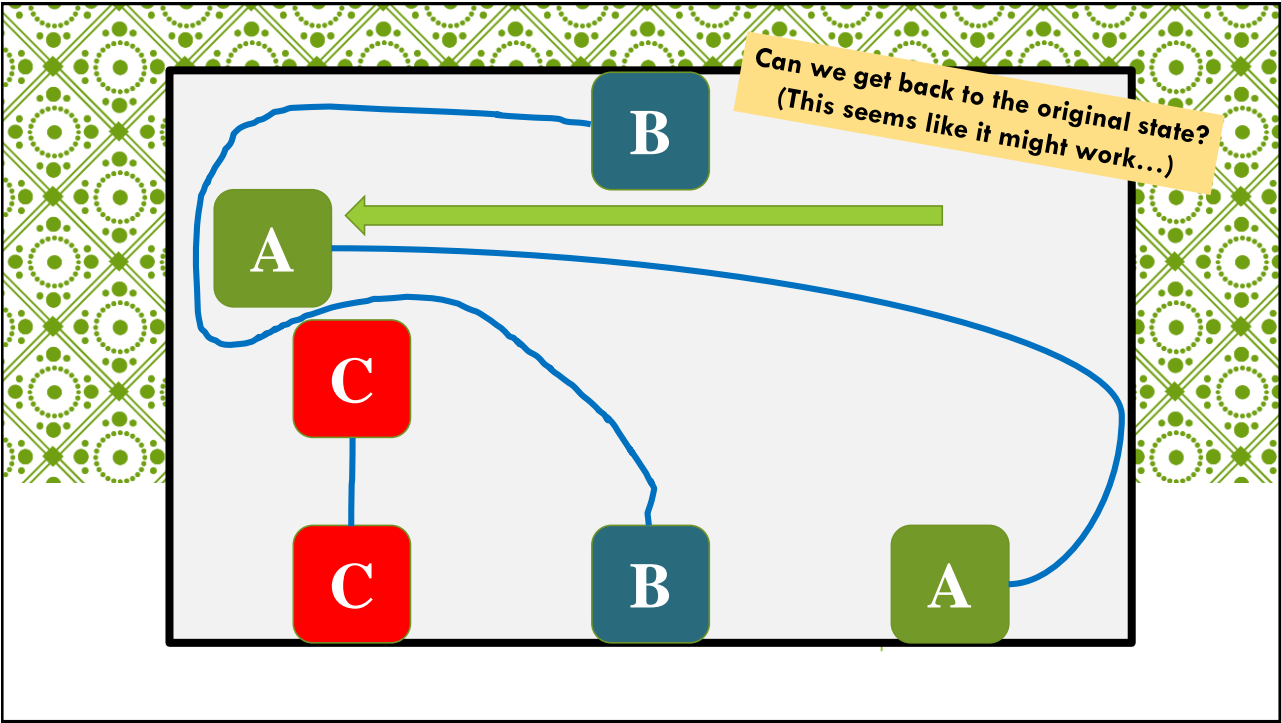 Can we get back to the original state?
(This seems like it might work...)
B
A
C
C
B
A